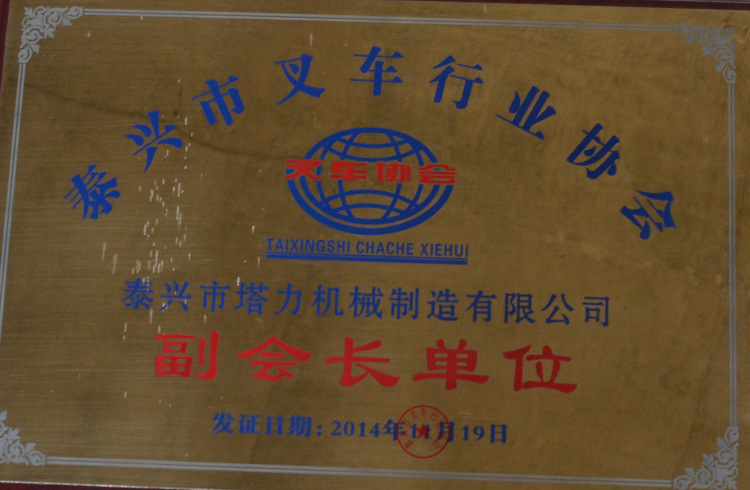 泰兴市叉车行业协会
叉车协会
TAIXINGSHI CHACHE XIEHUI
泰兴市塔力机械制造有限公司
副会长单位
发证日期:2014年11月19日